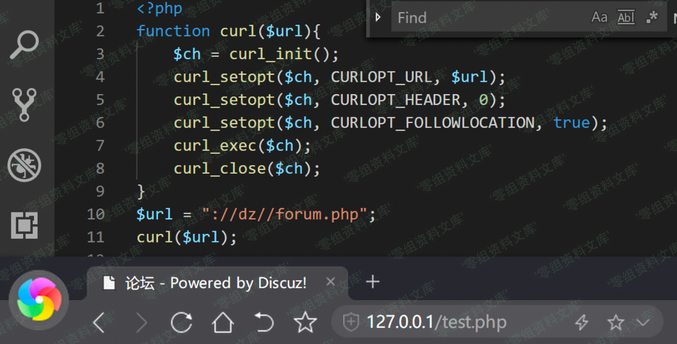 1 <?php
Find Aa Abl .*
2 function curl($url){
3 $ch = curl_init();
4 curl_setopt($ch, CURLOPT_URL, $url);
5 curl_setopt($ch, CURLOPT_HEADER, 0);
6 curl_setopt($ch, CURLOPT_FOLLOWLOCATION, true);
7 curl_exec($ch);
8 curl_close($ch);
9 }
10 $url = "://dz//forum.php";
11 curl($url);
论坛 - Powered by Discuz!
127.0.0.1/test.php
零组资料文库